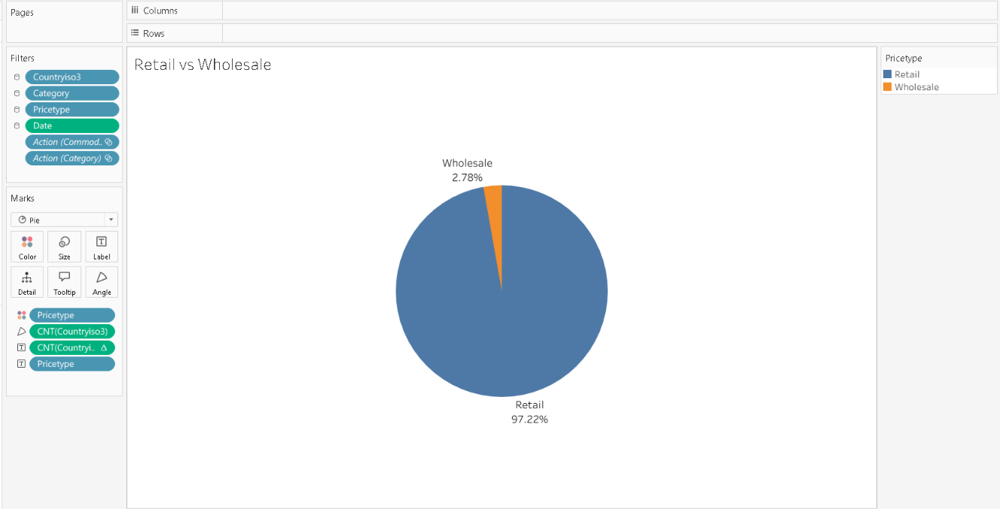 Pages
Columns
Rows
Filters
Countryiso3
Category
Pricetype
Date
Action (Commod..
Action (Category)
Marks
Pie
Color Size Label
Detail Tooltip Angle
Pricetype
CNT(Countryiso3)
CNT(Countryi..
Pricetype
Retail vs Wholesale
Wholesale
2.78%
Retail
97.22%
Pricetype
Retail
Wholesale